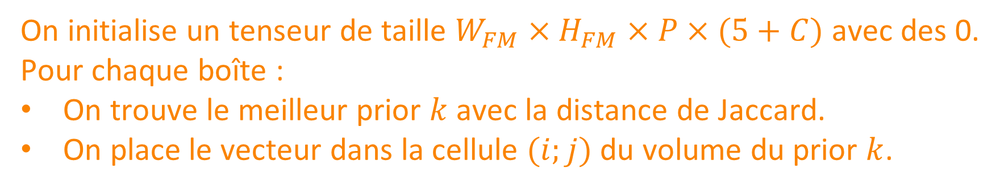 On initialise un tenseur de taille $W_{FM} \times H_{FM} \times P \times (5 + C)$ avec des 0.
Pour chaque boîte :
• On trouve le meilleur prior $k$ avec la distance de Jaccard.
• On place le vecteur dans la cellule $(i; j)$ du volume du prior $k$.